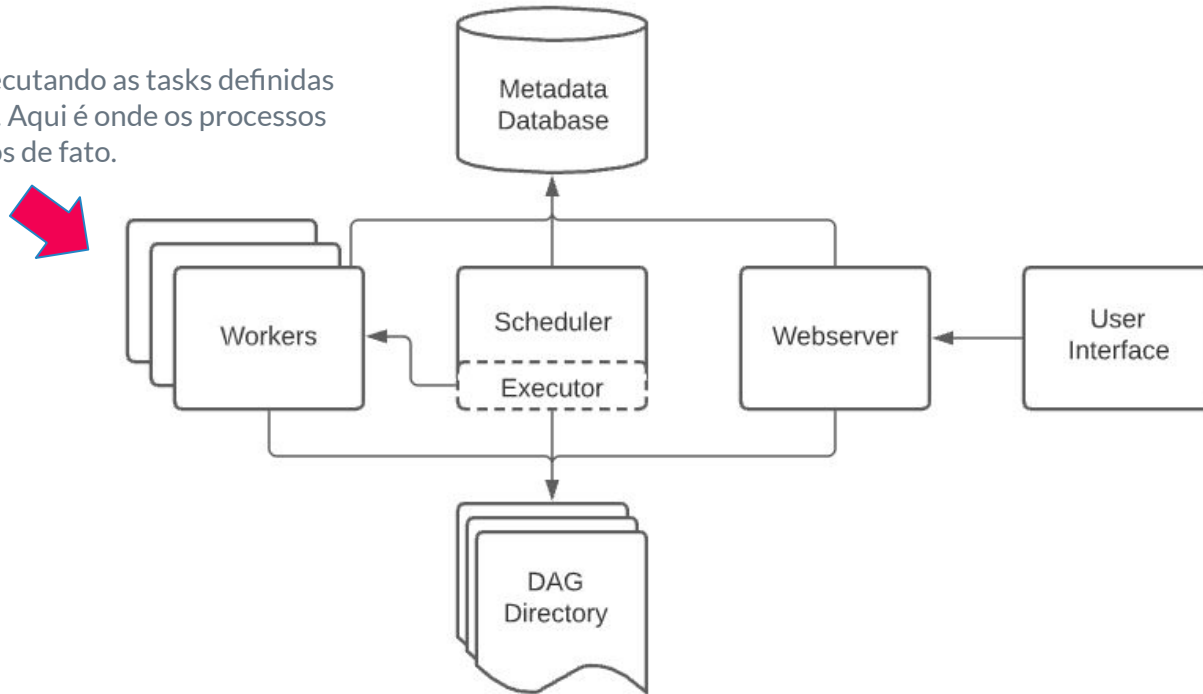 ecutando as tasks definidas
. Aqui é onde os processos
os de fato.
Metadata
Database
Workers
Scheduler
Executor
Webserver
User
Interface
DAG
Directory